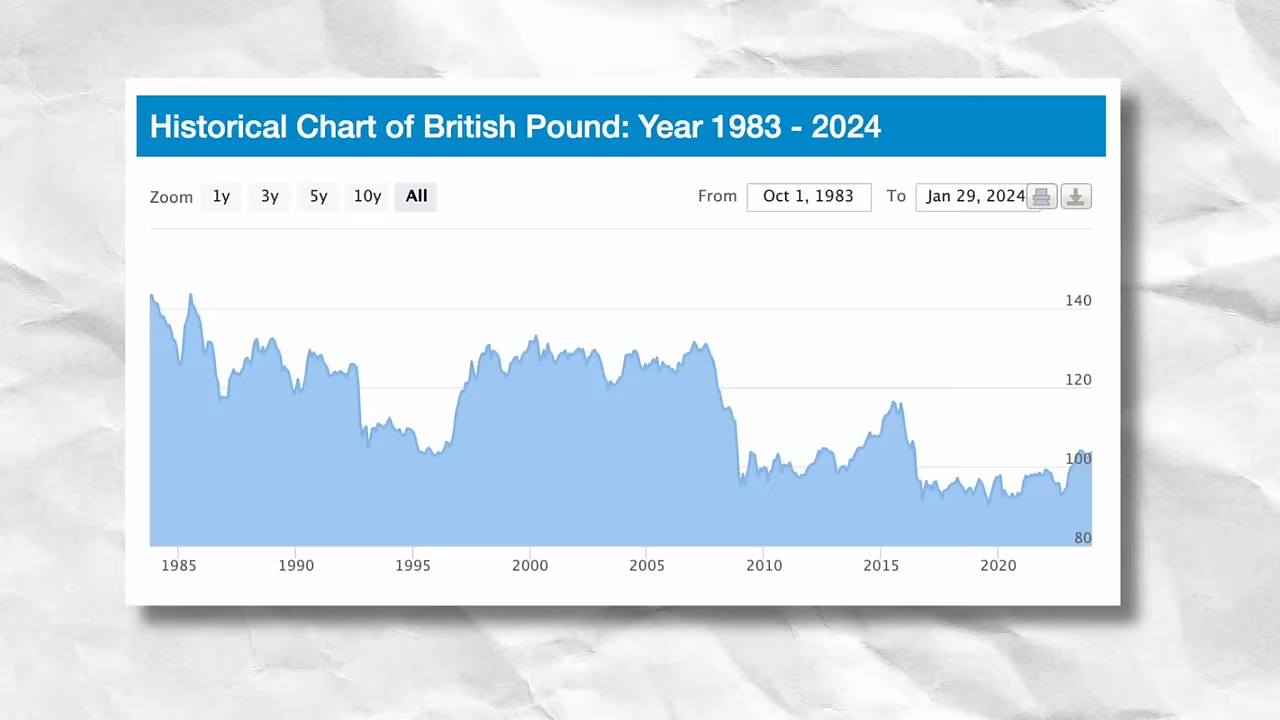 Historical Chart of British Pound: Year 1983 - 2024
Zoom 1y 3y 5y 10y All From Oct 1, 1983 To Jan 29, 2024
140
120
100
80
1985 1990 1995 2000 2005 2010 2015 2020